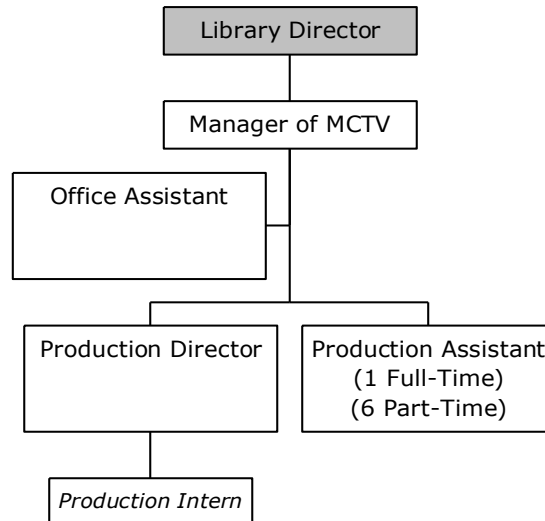 Library Director
Manager of MCTV
Office Assistant
Production Director
Production Assistant
(1 Full-Time)
(6 Part-Time)
Production Intern